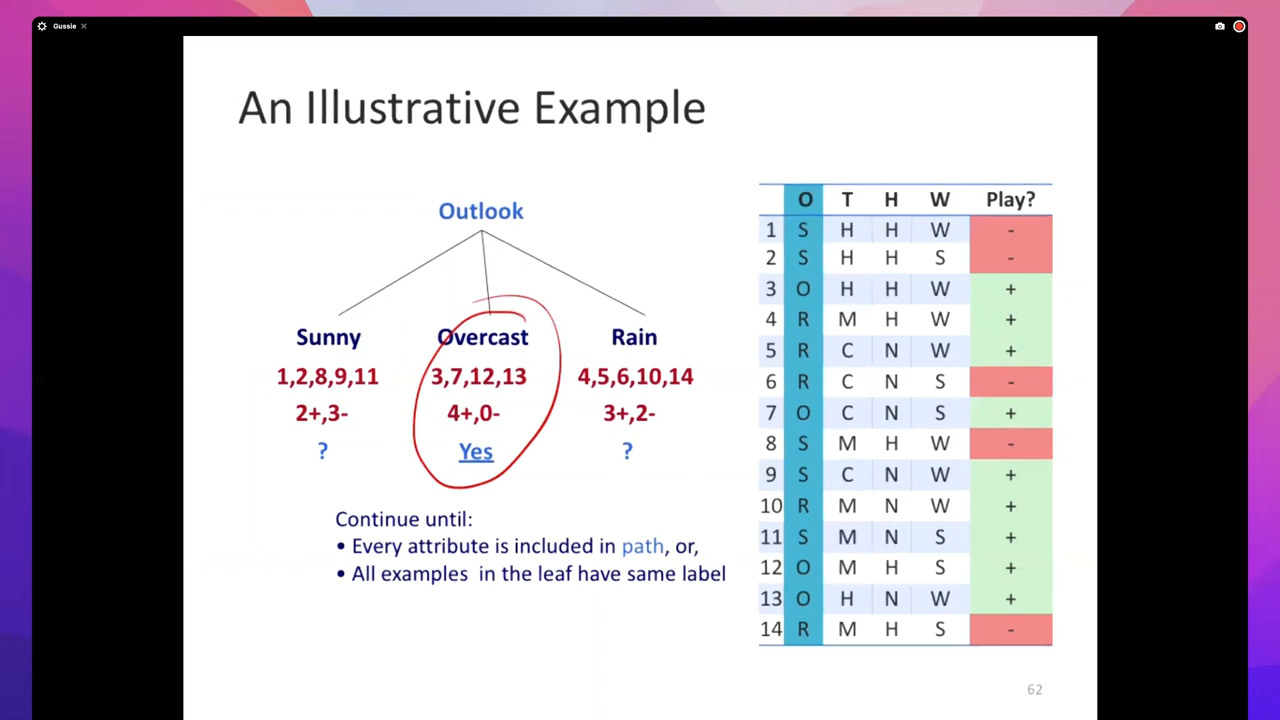 Gussie
An Illustrative Example
Outlook
Sunny Overcast Rain
1,2,8,9,11 3,7,12,13 4,5,6,10,14
2+,3- 4+,0- 3+,2-
? Yes ?
Continue until:
• Every attribute is included in path, or,
• All examples in the leaf have same label
O T H W Play?
1 S H H W -
2 S H H S -
3 O H H W +
4 R M H W +
5 R C N W +
6 R C N S -
7 O C N S +
8 S M H W -
9 S C N W +
10 R M N W +
11 S M N S +
12 O M H S +
13 O H N W +
14 R M H S -
62